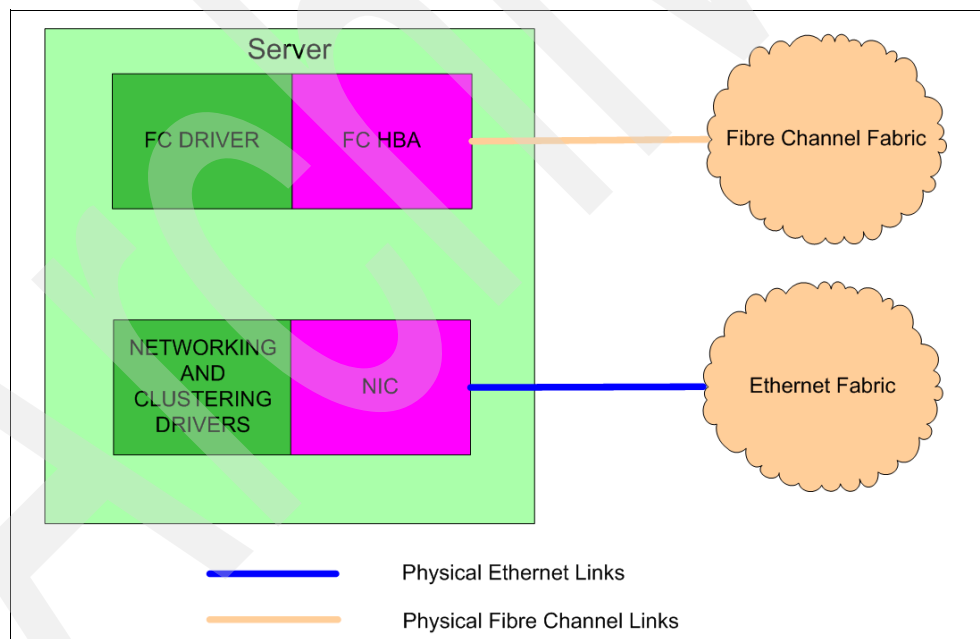 Server
FC DRIVER
FC HBA
Fibre Channel Fabric
NETWORKING
AND
CLUSTERING
DRIVERS
NIC
Ethernet Fabric
Physical Ethernet Links
Physical Fibre Channel Links